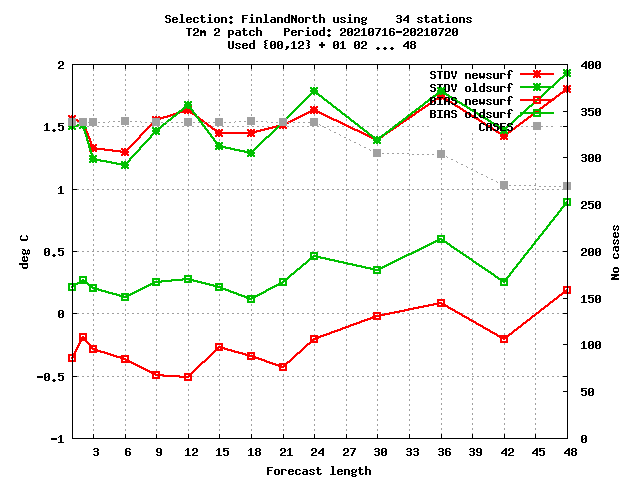 Selection: FinlandNorth using    34 stations
T2m 2 patch   Period: 20210716-20210720
Used {00,12} + 01 02 ... 48
STDV newsurf
STDV oldsurf
BIAS newsurf
BIAS oldsurf
CASES
2
1.5
1
0.5
0
-0.5
-1
deg C
400
350
300
250
200
150
100
50
0
No cases
3 6 9 12 15 18 21 24 27 30 33 36 39 42 45 48
Forecast length